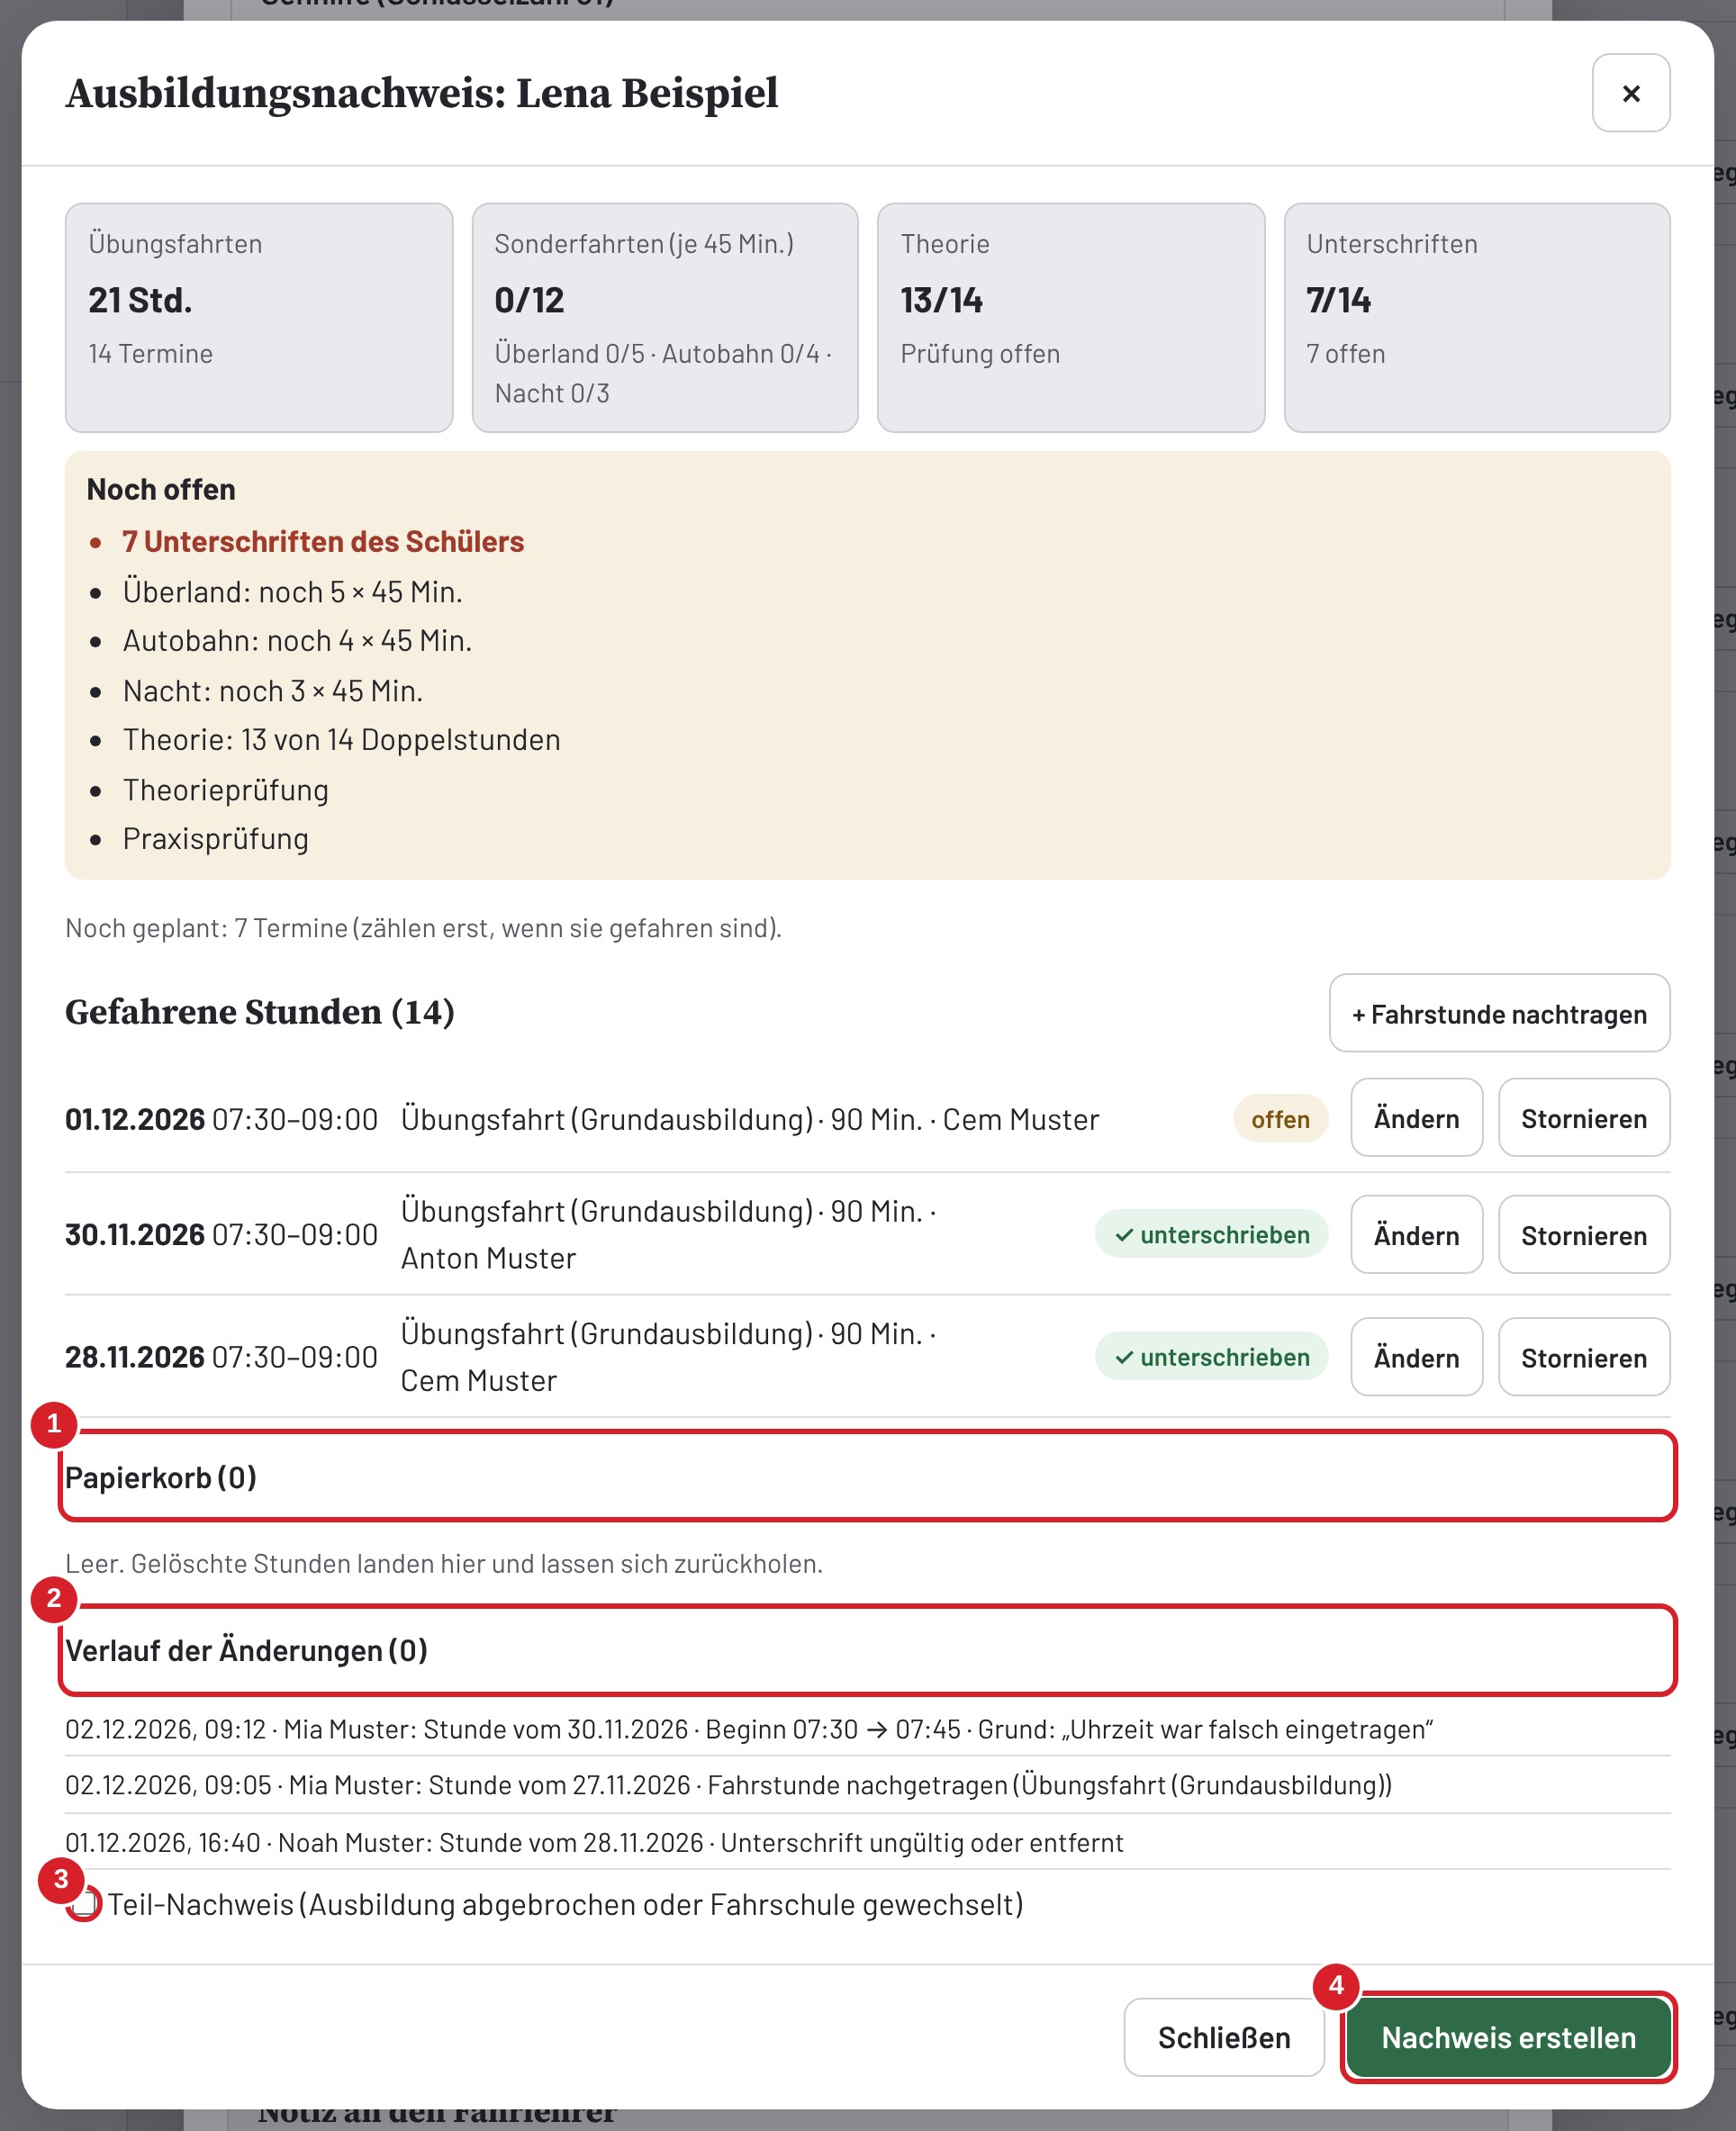 Ausbildungsnachweis: Lena Beispiel
×
Übungsfahrten
21 Std.
14 Termine
Sonderfahrten (je 45 Min.)
0/12
Überland 0/5 · Autobahn 0/4 ·
Nacht 0/3
Theorie
13/14
Prüfung offen
Unterschriften
7/14
7 offen
Noch offen
• 7 Unterschriften des Schülers
• Überland: noch 5 × 45 Min.
• Autobahn: noch 4 × 45 Min.
• Nacht: noch 3 × 45 Min.
• Theorie: 13 von 14 Doppelstunden
• Theorieprüfung
• Praxisprüfung
Noch geplant: 7 Termine (zählen erst, wenn sie gefahren sind).
Gefahrene Stunden (14)
+ Fahrstunde nachtragen
01.12.2026 07:30–09:00 Übungsfahrt (Grundausbildung) · 90 Min. · Cem Muster offen Ändern Stornieren
30.11.2026 07:30–09:00 Übungsfahrt (Grundausbildung) · 90 Min. ·
Anton Muster
✓ unterschrieben Ändern Stornieren
28.11.2026 07:30–09:00 Übungsfahrt (Grundausbildung) · 90 Min. ·
Cem Muster
✓ unterschrieben Ändern Stornieren
1
Papierkorb (0)
Leer. Gelöschte Stunden landen hier und lassen sich zurückholen.
2
Verlauf der Änderungen (0)
02.12.2026, 09:12 · Mia Muster: Stunde vom 30.11.2026 · Beginn 07:30 → 07:45 · Grund: „Uhrzeit war falsch eingetragen“
02.12.2026, 09:05 · Mia Muster: Stunde vom 27.11.2026 · Fahrstunde nachgetragen (Übungsfahrt (Grundausbildung))
01.12.2026, 16:40 · Noah Muster: Stunde vom 28.11.2026 · Unterschrift ungültig oder entfernt
3
Teil-Nachweis (Ausbildung abgebrochen oder Fahrschule gewechselt)
4
Schließen
Nachweis erstellen
Notiz an den Fahrlehrer